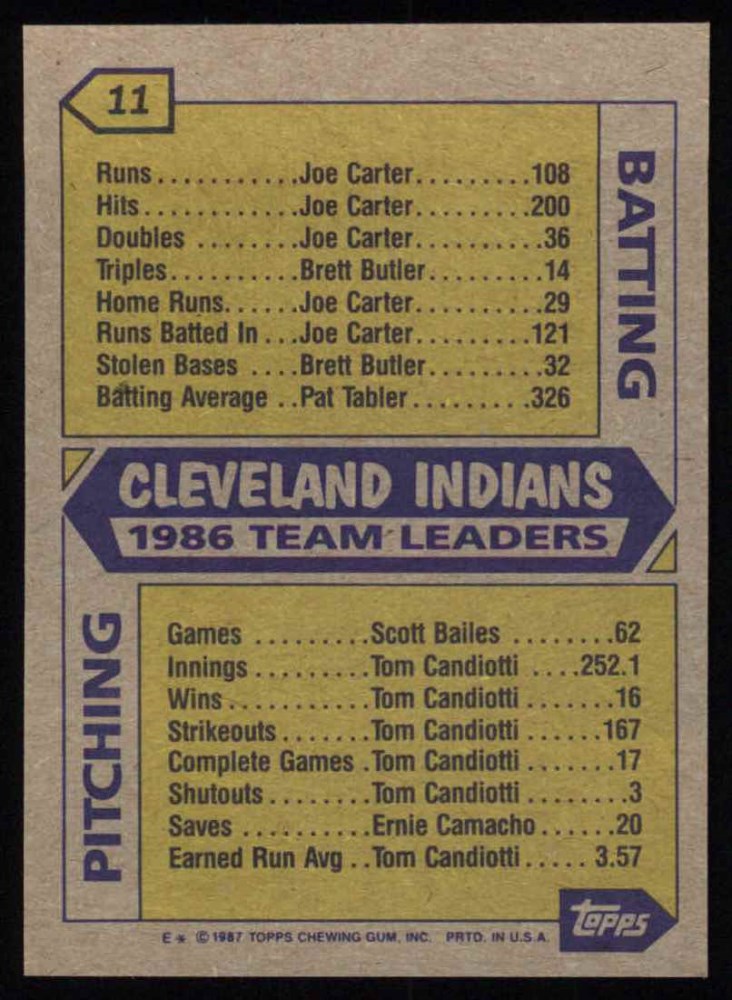 11
BATTING
Runs...........Joe Carter.........108
Hits............Joe Carter.........200
Doubles ........Joe Carter..........36
Triples..........Brett Butler.........14
Home Runs......Joe Carter..........29
Runs Batted In ...Joe Carter.........121
Stolen Bases ....Brett Butler.........32
Batting Average ..Pat Tabler.........326
CLEVELAND INDIANS
1986 TEAM LEADERS
PITCHING
Games .........Scott Bailes ........62
Innings.........Tom Candiotti ....252.1
Wins...........Tom Candiotti.......16
Strikeouts.......Tom Candiotti ......167
Complete Games .Tom Candiotti.......17
Shutouts........Tom Candiotti ........3
Saves ..........Ernie Camacho......20
Earned Run Avg ..Tom Candiotti..... 3.57
topps
E* © 1987 TOPPS CHEWING GUM, INC. PRTD. IN U.S.A.